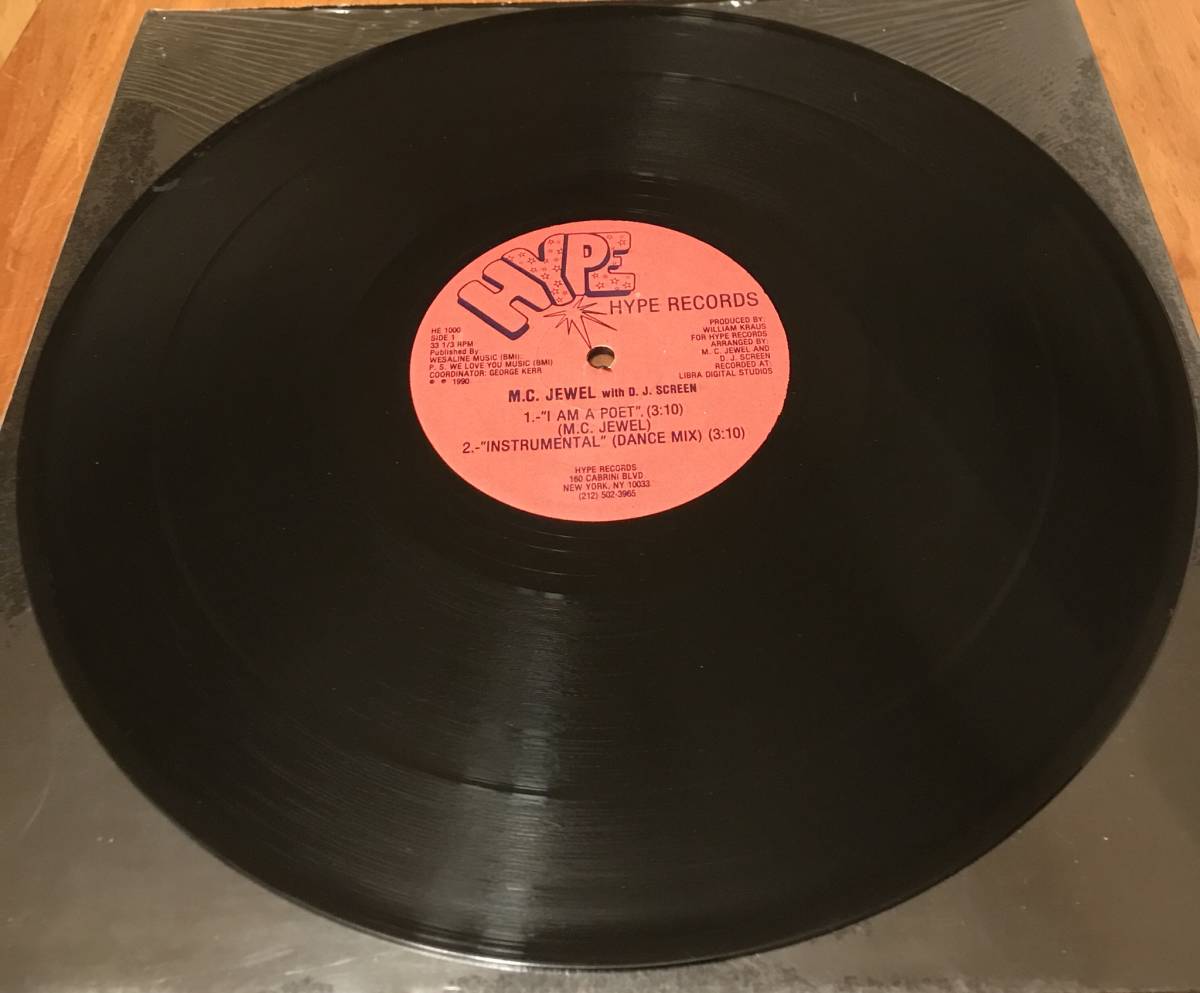 HYPE
HYPE RECORDS
HE 1000
SIDE 1
33 1/3 RPM
Published By
WESALINE MUSIC (BMI):
P. S. WE LOVE YOU MUSIC (BMI)
COORDINATOR: GEORGE KERR
℗ © 1990
PRODUCED BY:
WILLIAM KRAUS
FOR HYPE RECORDS
ARRANGED BY:
M. C. JEWEL AND
D. J. SCREEN
RECORDED AT:
LIBRA DIGITAL STUDIOS
M.C. JEWEL with D. J. SCREEN
1.-"I AM A POET", (3:10)
(M.C. JEWEL)
2.-"INSTRUMENTAL" (DANCE MIX) (3:10)
HYPE RECORDS
160 CABRINI BLVD.
NEW YORK, NY 10033
(212) 502-3965